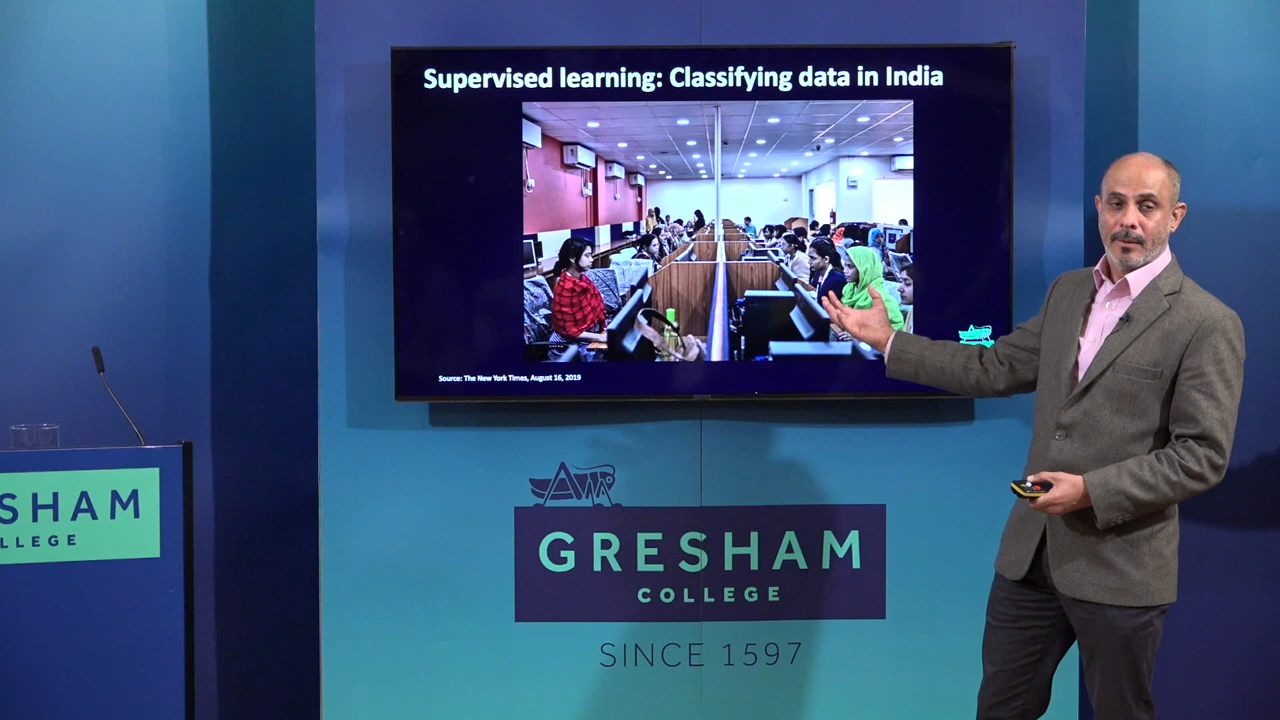 Supervised learning: Classifying data in India
Source: The New York Times, August 16, 2019
GRESHAM
COLLEGE
SINCE 1597
SHAM
LLEGE